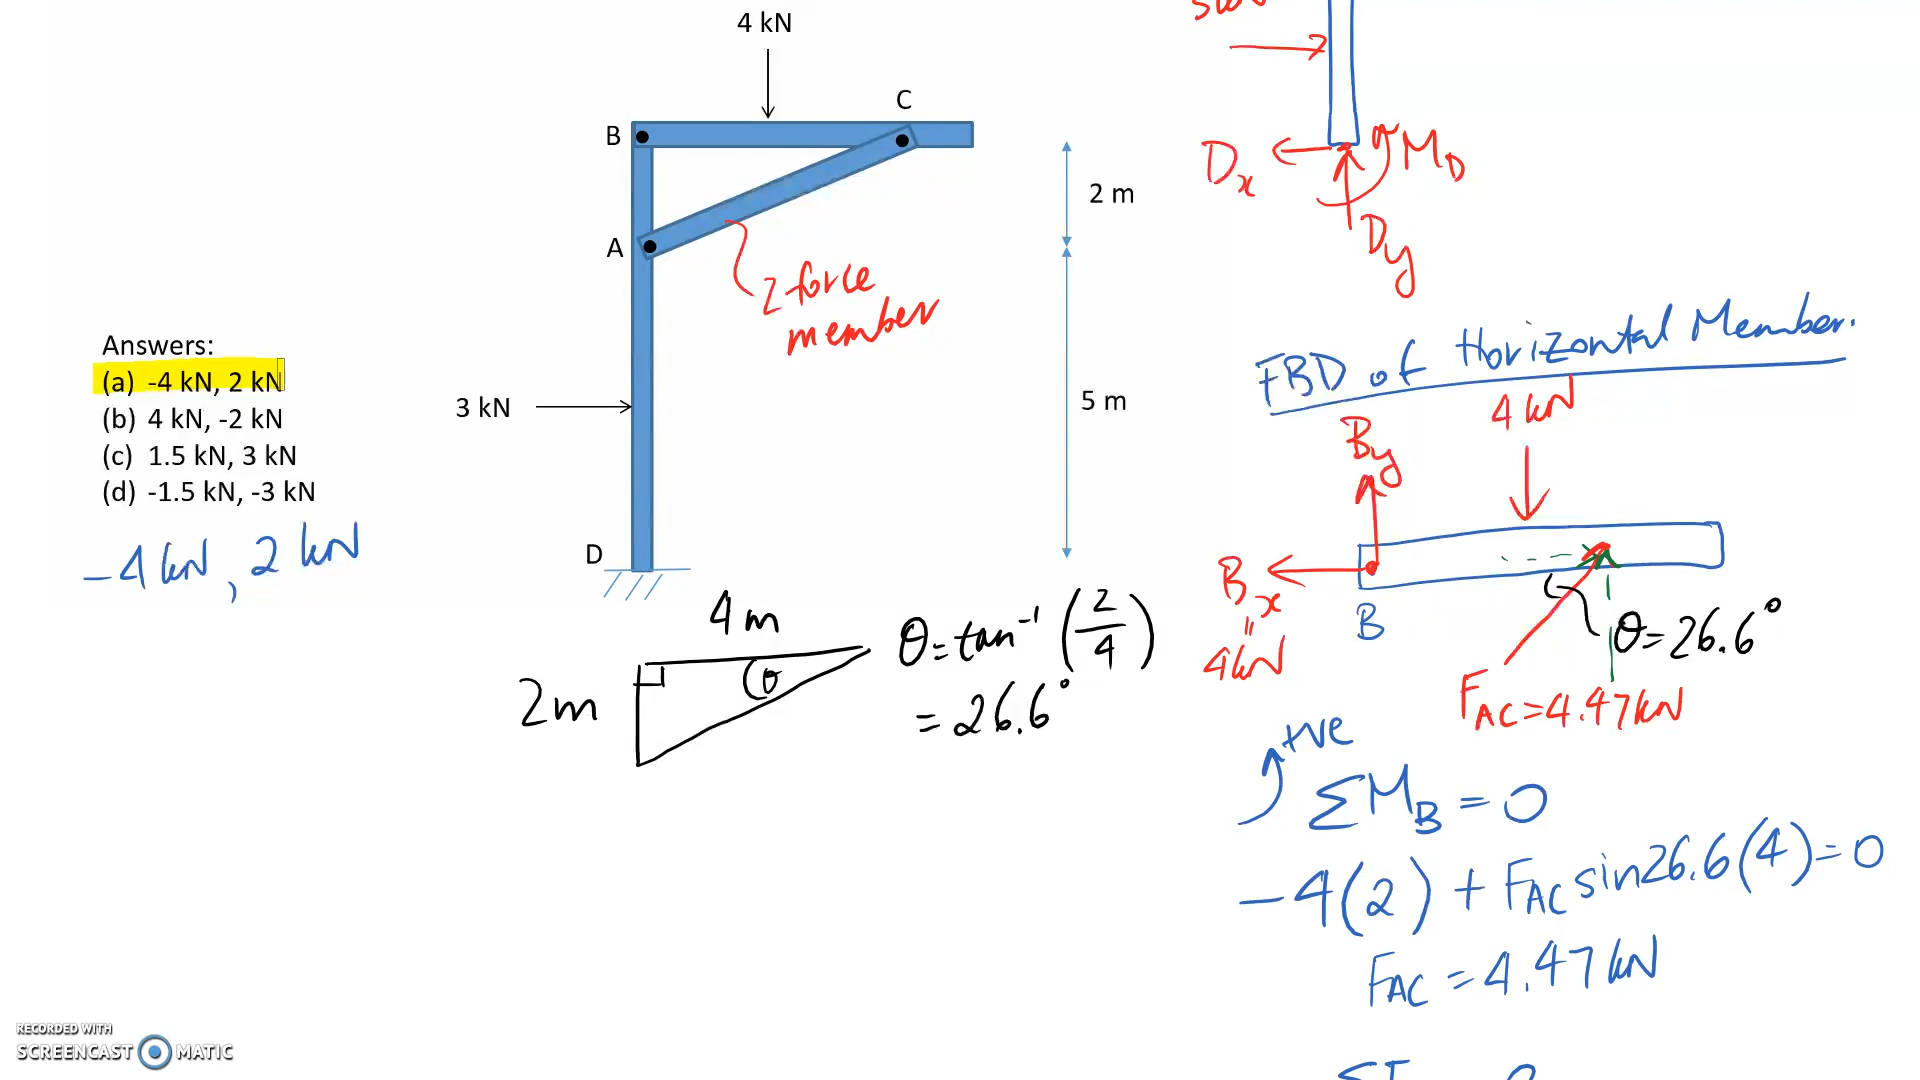 4 kN
C
B
2 m
A
2-force
member
3 kN
5 m
D
Answers:
(a) -4 kN, 2 kN
(b) 4 kN, -2 kN
(c) 1.5 kN, 3 kN
(d) -1.5 kN, -3 kN
-4 kN, 2 kN
4m
2m
θ
θ = tan⁻¹ (2/4)
= 26.6°
Dx
MD
Dy
FBD of Horizontal Member.
4 kN
By
Bx
=
4kN
B
θ = 26.6°
FAC = 4.47kN
+ve
ΣMB = 0
-4(2) + FAC sin26.6(4) = 0
FAC = 4.47 kN
RECORDED WITH
SCREENCAST MATIC